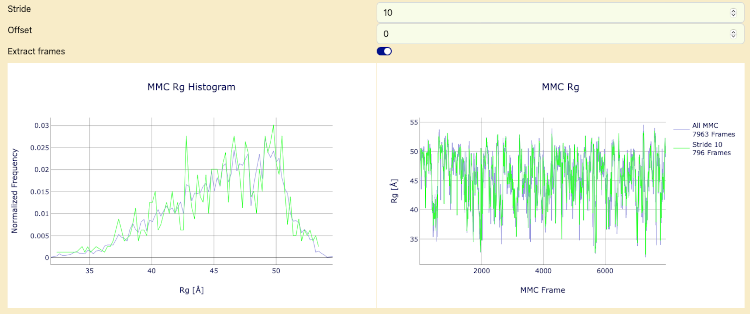 Stride
10
Offset
0
Extract frames
MMC Rg Histogram
0.03
0.025
0.02
0.015
0.01
0.005
0
35
40
45
50
Normalized Frequency
Rg [Å]
MMC Rg
55
50
45
40
35
2000
4000
6000
Rg [Å]
MMC Frame
All MMC
7963 Frames
Stride 10
796 Frames